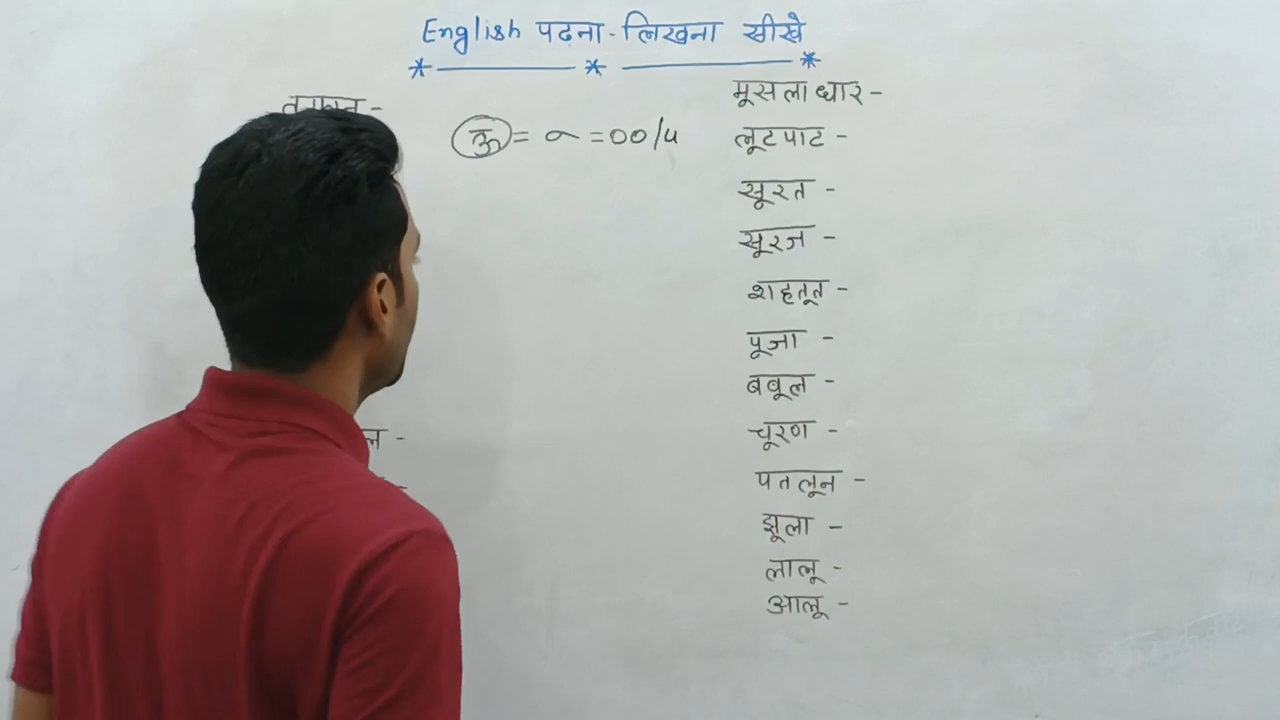 English पढना-लिखना सीखे
तूफान -
ऊ = ू = oo/u
ल -
मूसलाधार -
लूटपाट -
सूरत -
सूरज -
शहतूत -
पूजा -
बबूल -
चूरण -
पतलून -
झूला -
लालू -
आलू -